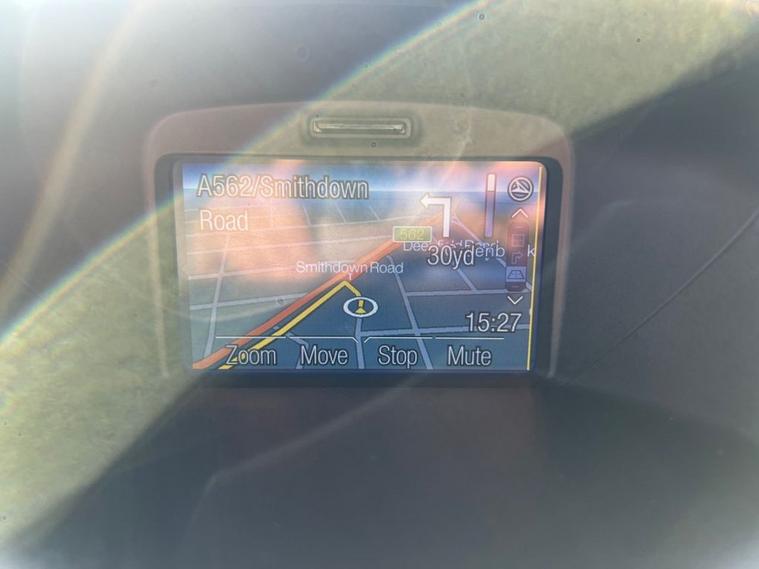 A562/Smithdown
Road
562
30yd
Smithdown Road
15:27
Zoom Move Stop Mute